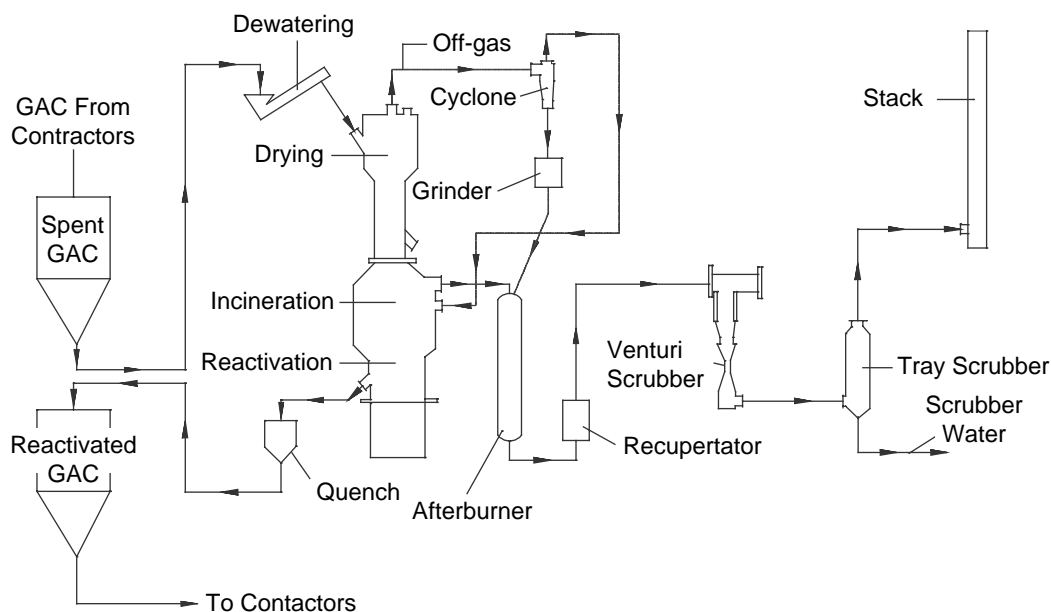 Dewatering
Off-gas
Cyclone
Stack
GAC From
Contractors
Drying
Grinder
Spent
GAC
Incineration
Reactivation
Venturi
Scrubber
Tray Scrubber
Scrubber
Water
Reactivated
GAC
Recupertator
Quench
Afterburner
To Contactors